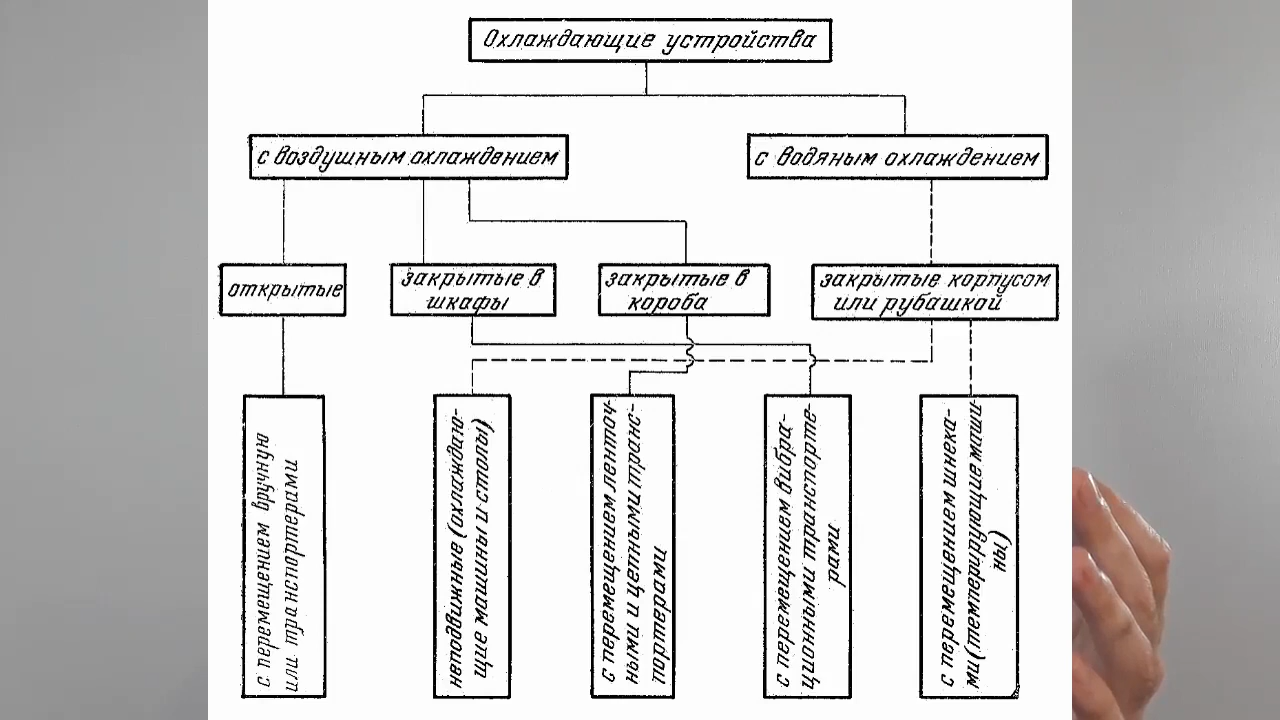 Охлаждающие устройства
с воздушным охлаждением
с водяным охлаждением
открытые
закрытые в
шкафы
закрытые в
короба
закрытые корпусом
или рубашкой
с перемещением вручную
или транспортерами
неподвижные (охлаждаю-
щие машины и столы)
с перемещением ленточ-
ными и цепными транс-
портерами
с перемещением вибра-
ционными транспорте-
рами
с перемещением шнека-
ми (темперирующие маши-
ны)